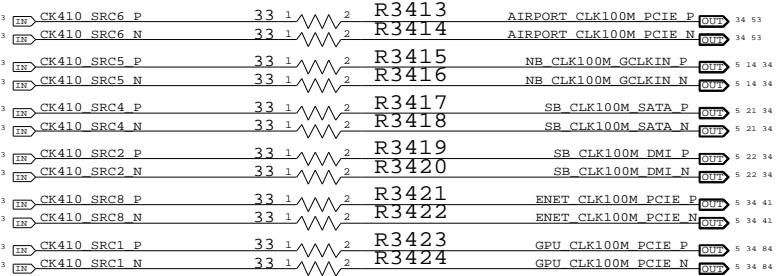 3 IN CK410_SRC6_P 33 1 2 R3413 AIRPORT_CLK100M_PCIE_P OUT 34 53
3 IN CK410_SRC6_N 33 1 2 R3414 AIRPORT_CLK100M_PCIE_N OUT 34 53
3 IN CK410_SRC5_P 33 1 2 R3415 NB_CLK100M_GCLKIN_P OUT 5 14 34
3 IN CK410_SRC5_N 33 1 2 R3416 NB_CLK100M_GCLKIN_N OUT 5 14 34
3 IN CK410_SRC4_P 33 1 2 R3417 SB_CLK100M_SATA_P OUT 5 21 34
3 IN CK410_SRC4_N 33 1 2 R3418 SB_CLK100M_SATA_N OUT 5 21 34
3 IN CK410_SRC2_P 33 1 2 R3419 SB_CLK100M_DMI_P OUT 5 22 34
3 IN CK410_SRC2_N 33 1 2 R3420 SB_CLK100M_DMI_N OUT 5 22 34
3 IN CK410_SRC8_P 33 1 2 R3421 ENET_CLK100M_PCIE_P OUT 5 34 41
3 IN CK410_SRC8_N 33 1 2 R3422 ENET_CLK100M_PCIE_N OUT 5 34 41
3 IN CK410_SRC1_P 33 1 2 R3423 GPU_CLK100M_PCIE_P OUT 5 34 84
3 IN CK410_SRC1_N 33 1 2 R3424 GPU_CLK100M_PCIE_N OUT 5 34 84